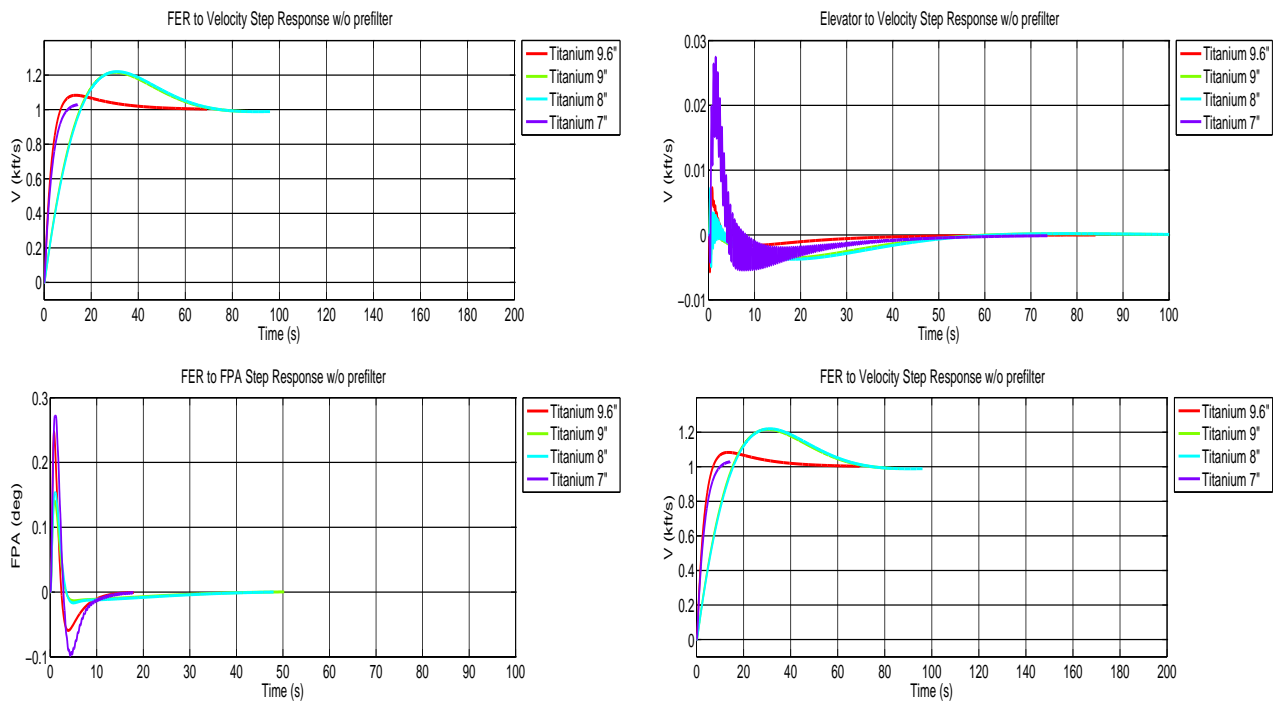 FER to Velocity Step Response w/o prefilter
V (kft/s)
1.2
1
0.8
0.6
0.4
0.2
0
0 20 40 60 80 100 120 140 160 180 200
Time (s)
Titanium 9.6"
Titanium 9"
Titanium 8"
Titanium 7"
Elevator to Velocity Step Response w/o prefilter
V (kft/s)
0.03
0.02
0.01
0
−0.01
0 10 20 30 40 50 60 70 80 90 100
Time (s)
Titanium 9.6"
Titanium 9"
Titanium 8"
Titanium 7"
FER to FPA Step Response w/o prefilter
FPA (deg)
0.3
0.2
0.1
0
−0.1
0 10 20 30 40 50 60 70 80 90 100
Time (s)
Titanium 9.6"
Titanium 9"
Titanium 8"
Titanium 7"
FER to Velocity Step Response w/o prefilter
V (kft/s)
1.2
1
0.8
0.6
0.4
0.2
0
0 20 40 60 80 100 120 140 160 180 200
Time (s)
Titanium 9.6"
Titanium 9"
Titanium 8"
Titanium 7"